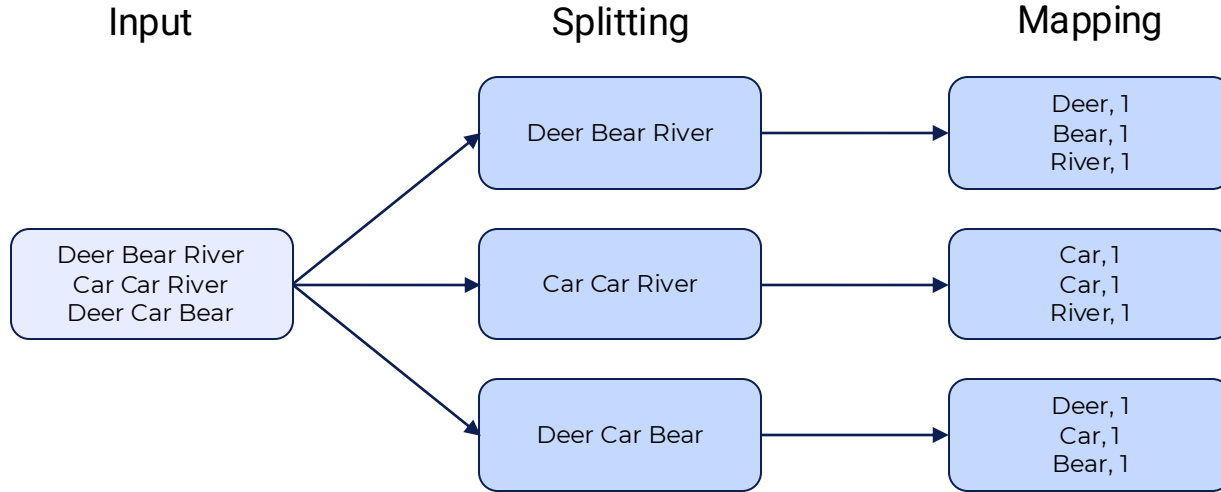 Input
Splitting
Mapping
Deer Bear River
Car Car River
Deer Car Bear
Deer Bear River
Car Car River
Deer Car Bear
Deer, 1
Bear, 1
River, 1
Car, 1
Car, 1
River, 1
Deer, 1
Car, 1
Bear, 1